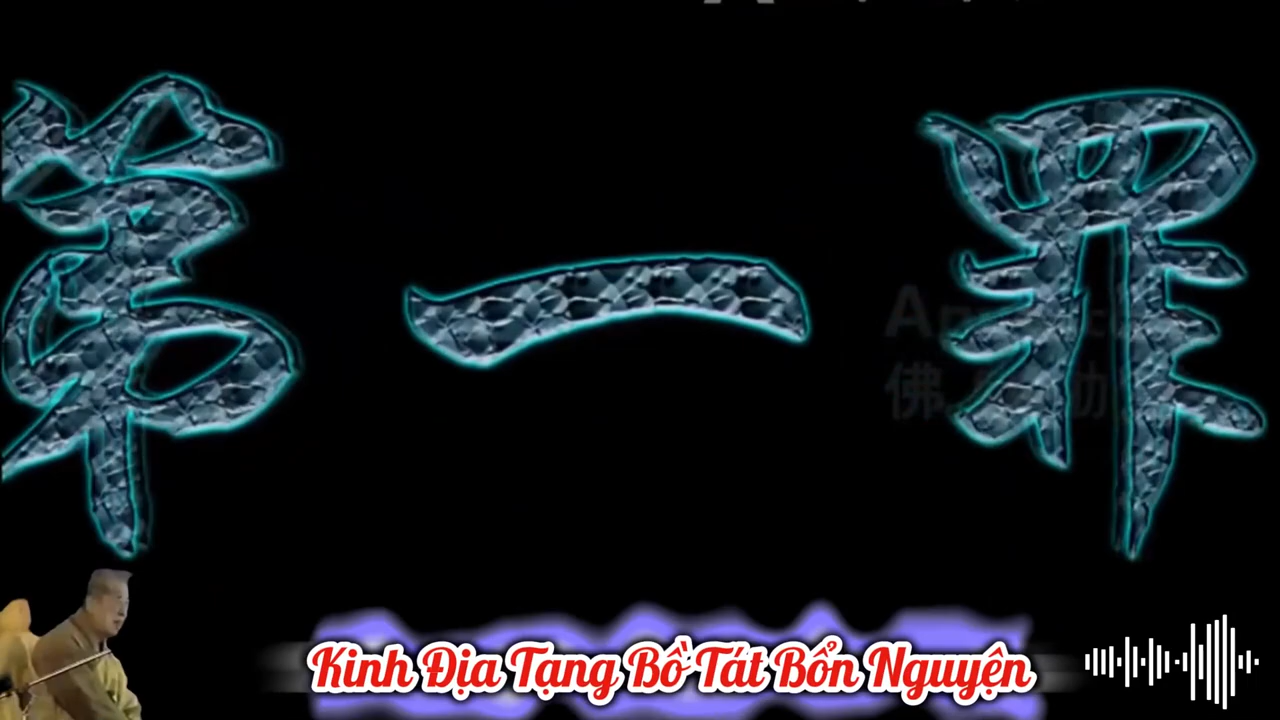 第一罪
Kinh Địa Tạng Bồ Tát Bổn Nguyện